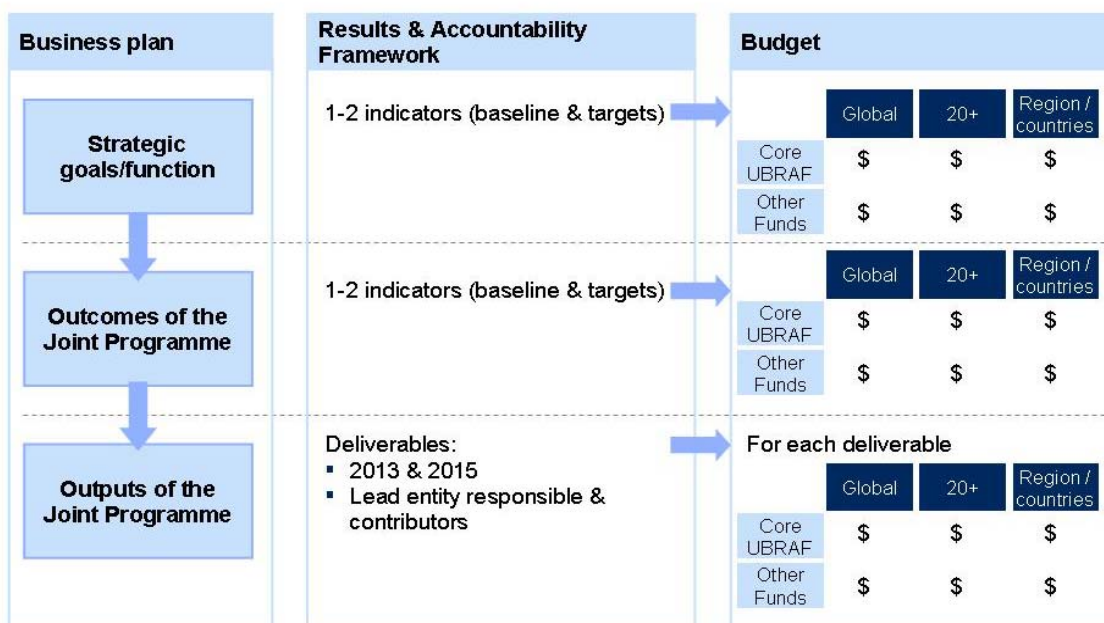 Business plan
Results & Accountability
Framework
Budget
Strategic
goals/function
1-2 indicators (baseline & targets)
Global
20+
Region /
countries
Core
UBRAF
$
$
$
Other
Funds
$
$
$
Outcomes of the
Joint Programme
1-2 indicators (baseline & targets)
Global
20+
Region /
countries
Core
UBRAF
$
$
$
Other
Funds
$
$
$
Outputs of the
Joint Programme
Deliverables:
▪ 2013 & 2015
▪ Lead entity responsible &
contributors
For each deliverable
Global
20+
Region /
countries
Core
UBRAF
$
$
$
Other
Funds
$
$
$